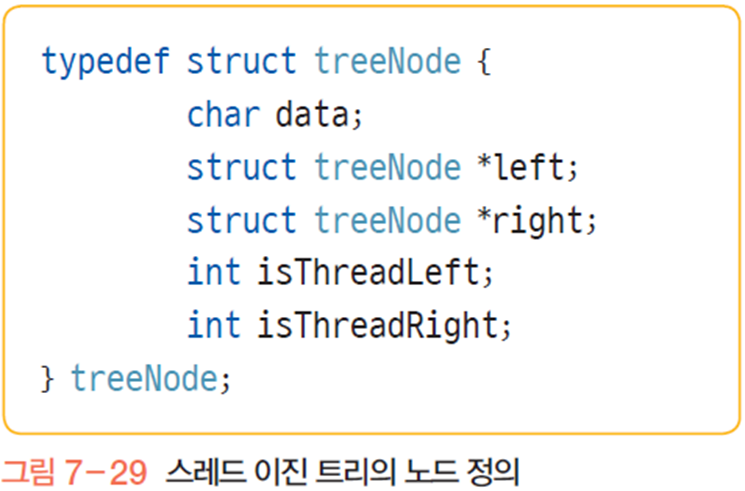 typedef struct treeNode {
char data;
struct treeNode *left;
struct treeNode *right;
int isThreadLeft;
int isThreadRight;
} treeNode;
그림 7-29 스레드 이진 트리의 노드 정의